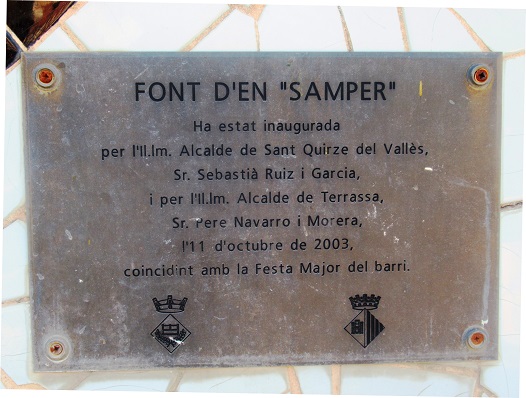 FONT D'EN "SAMPER"
Ha estat inaugurada
per l'Il.lm. Alcalde de Sant Quirze del Vallès,
Sr. Sebastià Ruiz i Garcia,
i per l'Il.lm. Alcalde de Terrassa,
Sr. Pere Navarro i Morera,
l'11 d'octubre de 2003,
coincidint amb la Festa Major del barri.